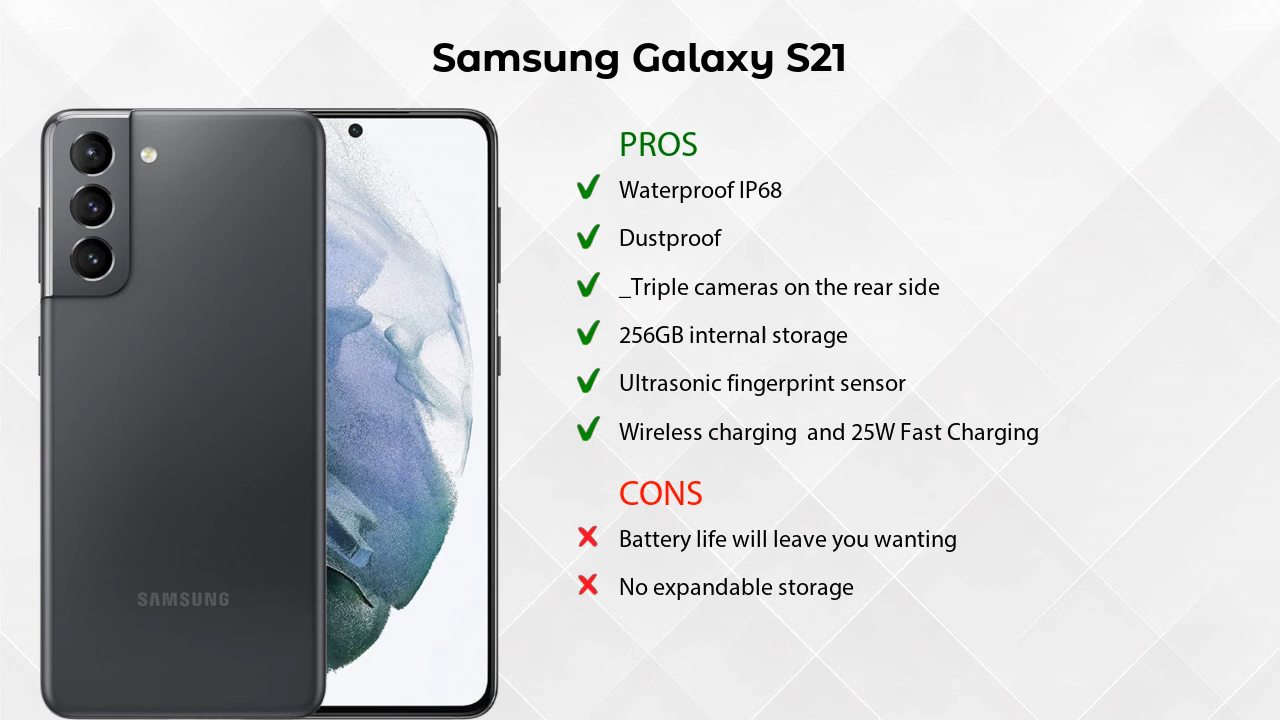 Samsung Galaxy S21
PROS
Waterproof IP68
Dustproof
_Triple cameras on the rear side
256GB internal storage
Ultrasonic fingerprint sensor
Wireless charging  and 25W Fast Charging
CONS
Battery life will leave you wanting
No expandable storage
SAMSUNG